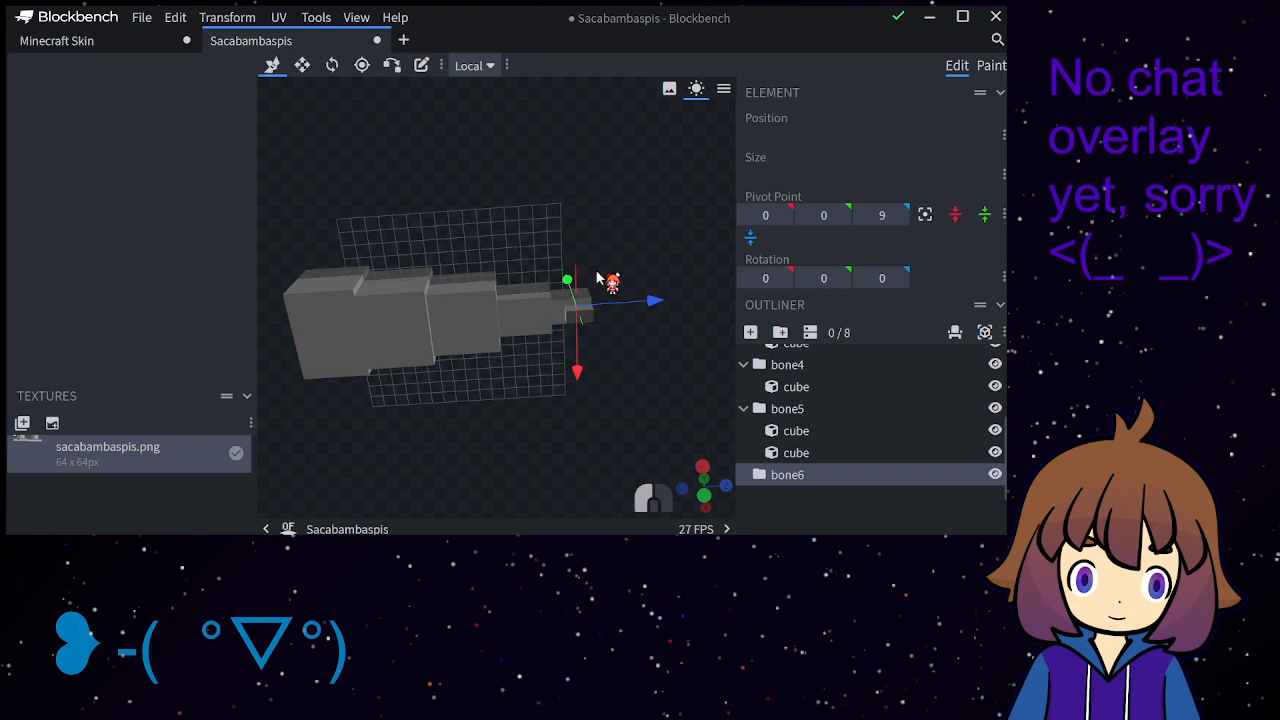 Blockbench File Edit Transform UV Tools View Help
● Sacabambaspis - Blockbench
Minecraft Skin
Sacabambaspis
Local
Edit Paint
ELEMENT
Position
Size
Pivot Point
0 0 9
Rotation
0 0 0
OUTLINER
0/8
cube
bone4
cube
bone5
cube
cube
bone6
TEXTURES
sacabambaspis.png
64 x 64px
Sacabambaspis
27 FPS
No chat
overlay
yet, sorry
<(_ _)>
❥-( °▽°)